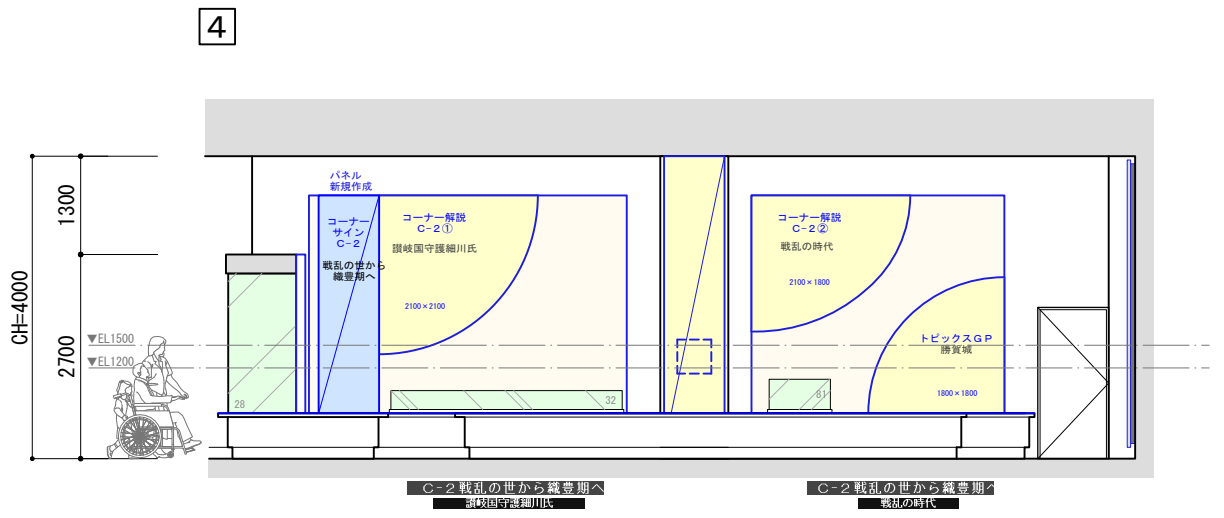 4
CH=4000
1300
2700
▼EL1500
▼EL1200
28
パネル
新規作成
コーナー
サイン
C-2
戦乱の世から
織豊期へ
コーナー解説
C-2①
讃岐国守護細川氏
2100×2100
32
コーナー解説
C-2②
戦乱の時代
2100×1800
81
トピックスGP
勝賀城
1800×1800
C-2戦乱の世から織豊期へ
讃岐国守護細川氏
C-2戦乱の世から織豊期へ
戦乱の時代